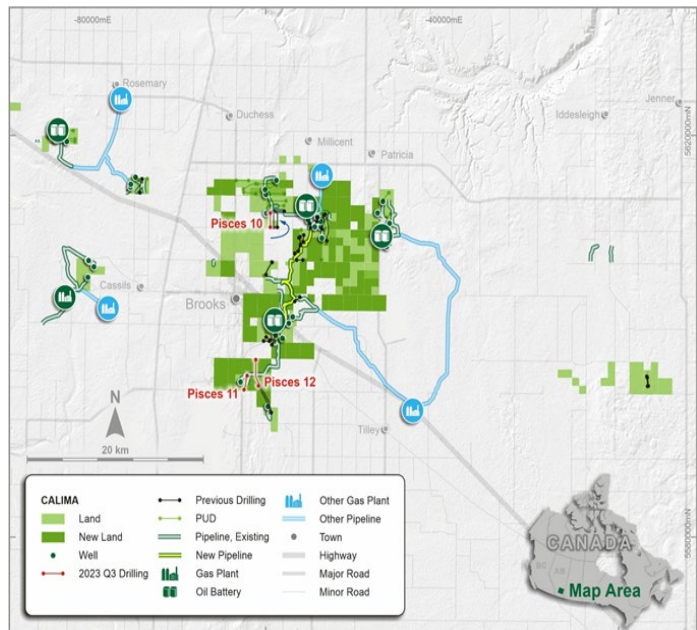 -80000mE
-40000mE
Rosemary
Duchess
Iddesleigh
Jenner
5620000mN
Millicent
Patricia
Pisces 10
Cassils
Brooks
Pisces 11
Pisces 12
Tilley
N
20 km
CALIMA
Land
New Land
Well
2023 Q3 Drilling
Previous Drilling
PUD
Pipeline, Existing
New Pipeline
Gas Plant
Oil Battery
Other Gas Plant
Other Pipeline
Town
Highway
Major Road
Minor Road
5580000mN
CANADA
BC
AB
Map Area